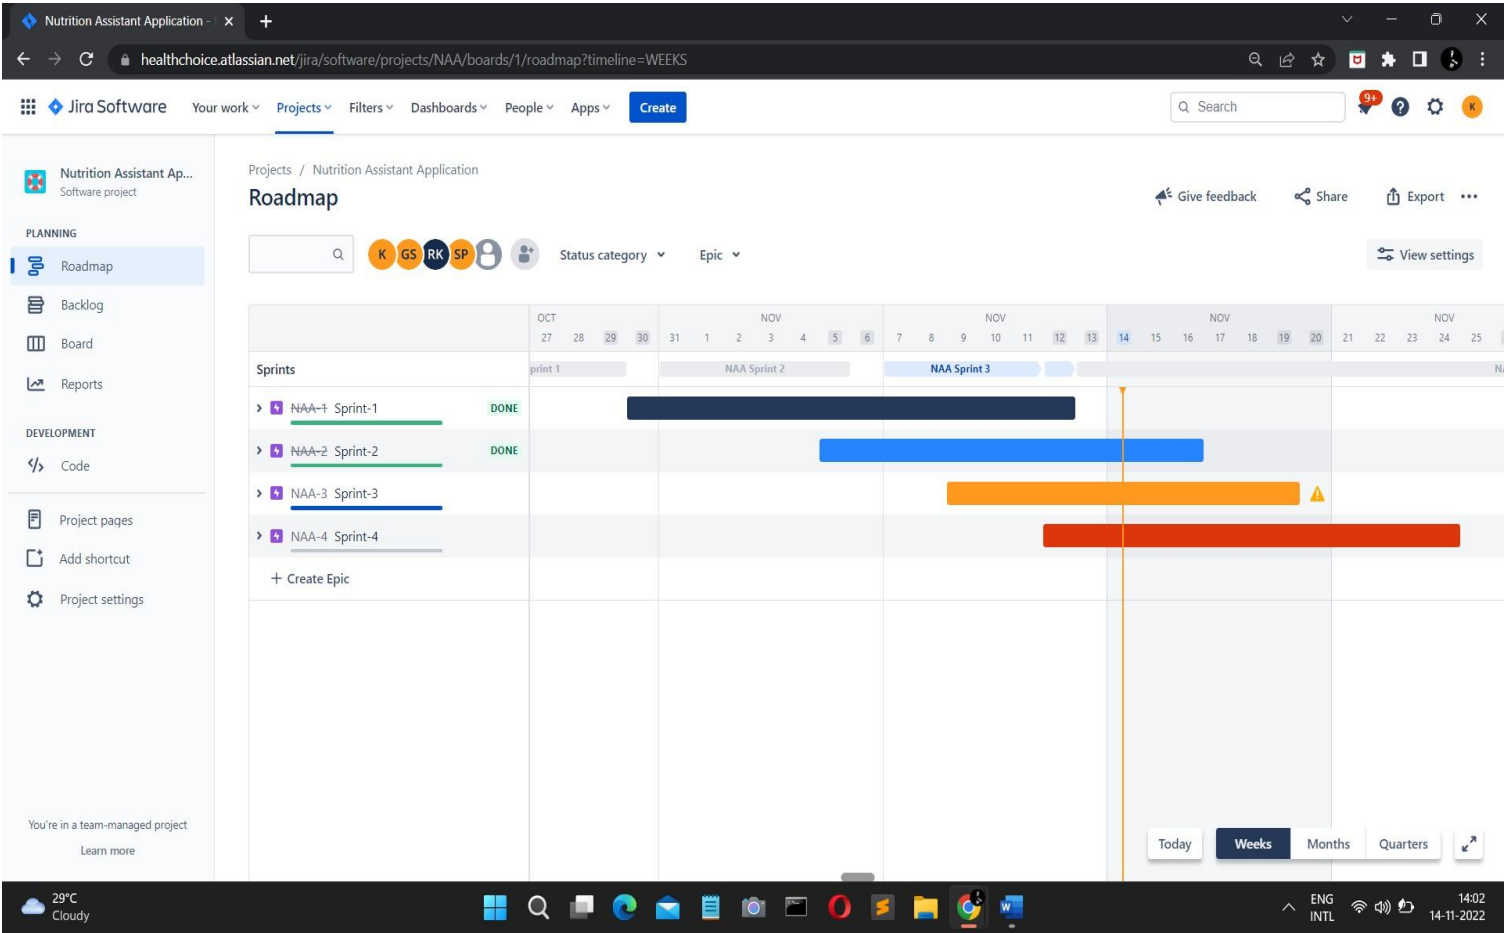 Nutrition Assistant Application -
healthchoice.atlassian.net/jira/software/projects/NAA/boards/1/roadmap?timeline=WEEKS
Jira Software Your work Projects Filters Dashboards People Apps Create Search 9+ K
Nutrition Assistant Ap...
Software project
PLANNING
Roadmap
Backlog
Board
Reports
DEVELOPMENT
Code
Project pages
Add shortcut
Project settings
You're in a team-managed project
Learn more
Projects / Nutrition Assistant Application
Roadmap
Give feedback Share Export
K GS RK SP Status category Epic View settings
OCT NOV NOV NOV NOV
27 28 29 30 31 1 2 3 4 5 6 7 8 9 10 11 12 13 14 15 16 17 18 19 20 21 22 23 24 25
Sprints print 1 NAA Sprint 2 NAA Sprint 3
NAA-1 Sprint-1 DONE
NAA-2 Sprint-2 DONE
NAA-3 Sprint-3
NAA-4 Sprint-4
+ Create Epic
Today Weeks Months Quarters
29°C
Cloudy
ENG
INTL
14:02
14-11-2022